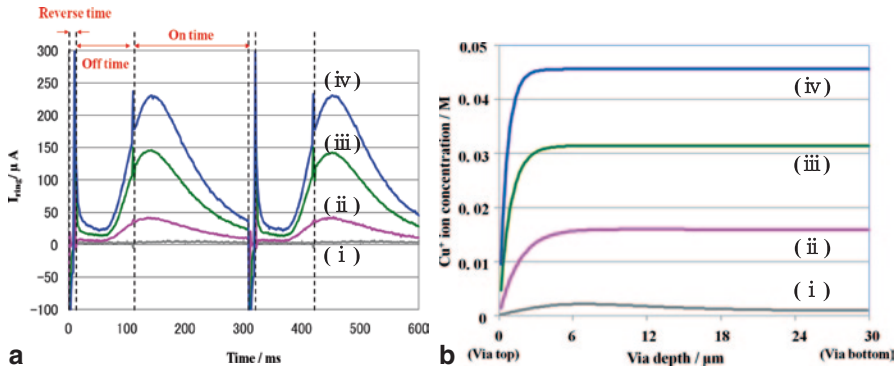 Reverse time
On time
Off time
300
250
200
150
100
50
0
-50
-100
I ring/ μ A
(iv)
(iii)
(ii)
(i)
0
100
200
300
400
500
600
Time / ms
a
0.05
0.04
0.03
0.02
0.01
0
Cu⁺ ion concentration / M
(iv)
(iii)
(ii)
(i)
0
6
12
18
24
30
(Via top)
Via depth / μm
(Via bottom)
b